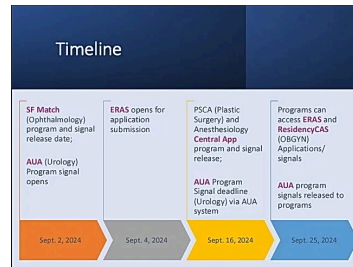 Timeline
SF Match
(Ophthalmology)
program and signal
release date;
AUA (Urology)
Program signal
opens
Sept. 2, 2024
ERAS opens for
application
submission
Sept. 4, 2024
PSCA (Plastic
Surgery) and
Anesthesiology
Central App
program and signal
release;
AUA Program
Signal deadline
(Urology) via AUA
system
Sept. 16, 2024
Programs can
access ERAS and
ResidencyCAS
(OBGYN)
Applications/
signals
AUA program
signals released to
programs
Sept. 25, 2024